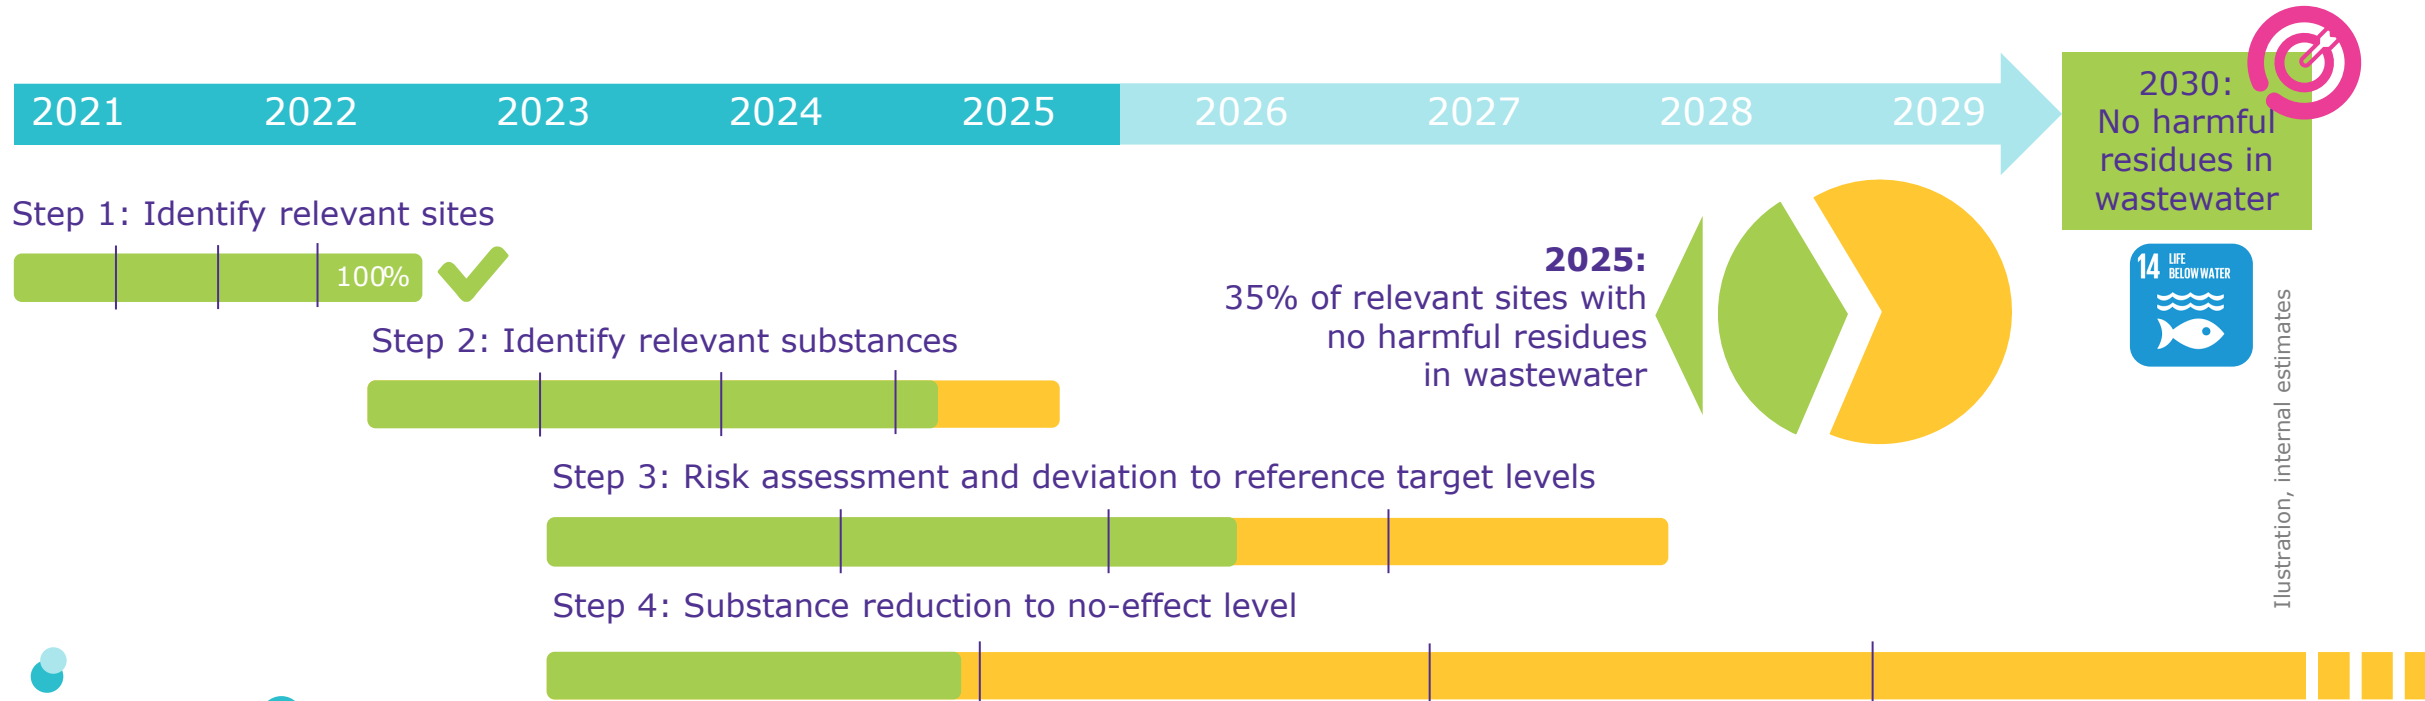 2021 2022 2023 2024 2025 2026 2027 2028 2029
2030:
No harmful
residues in
wastewater
Step 1: Identify relevant sites
100%
Step 2: Identify relevant substances
2025:
35% of relevant sites with
no harmful residues
in wastewater
14 LIFE
BELOW WATER
Step 3: Risk assessment and deviation to reference target levels
Step 4: Substance reduction to no-effect level
Ilustration, internal estimates